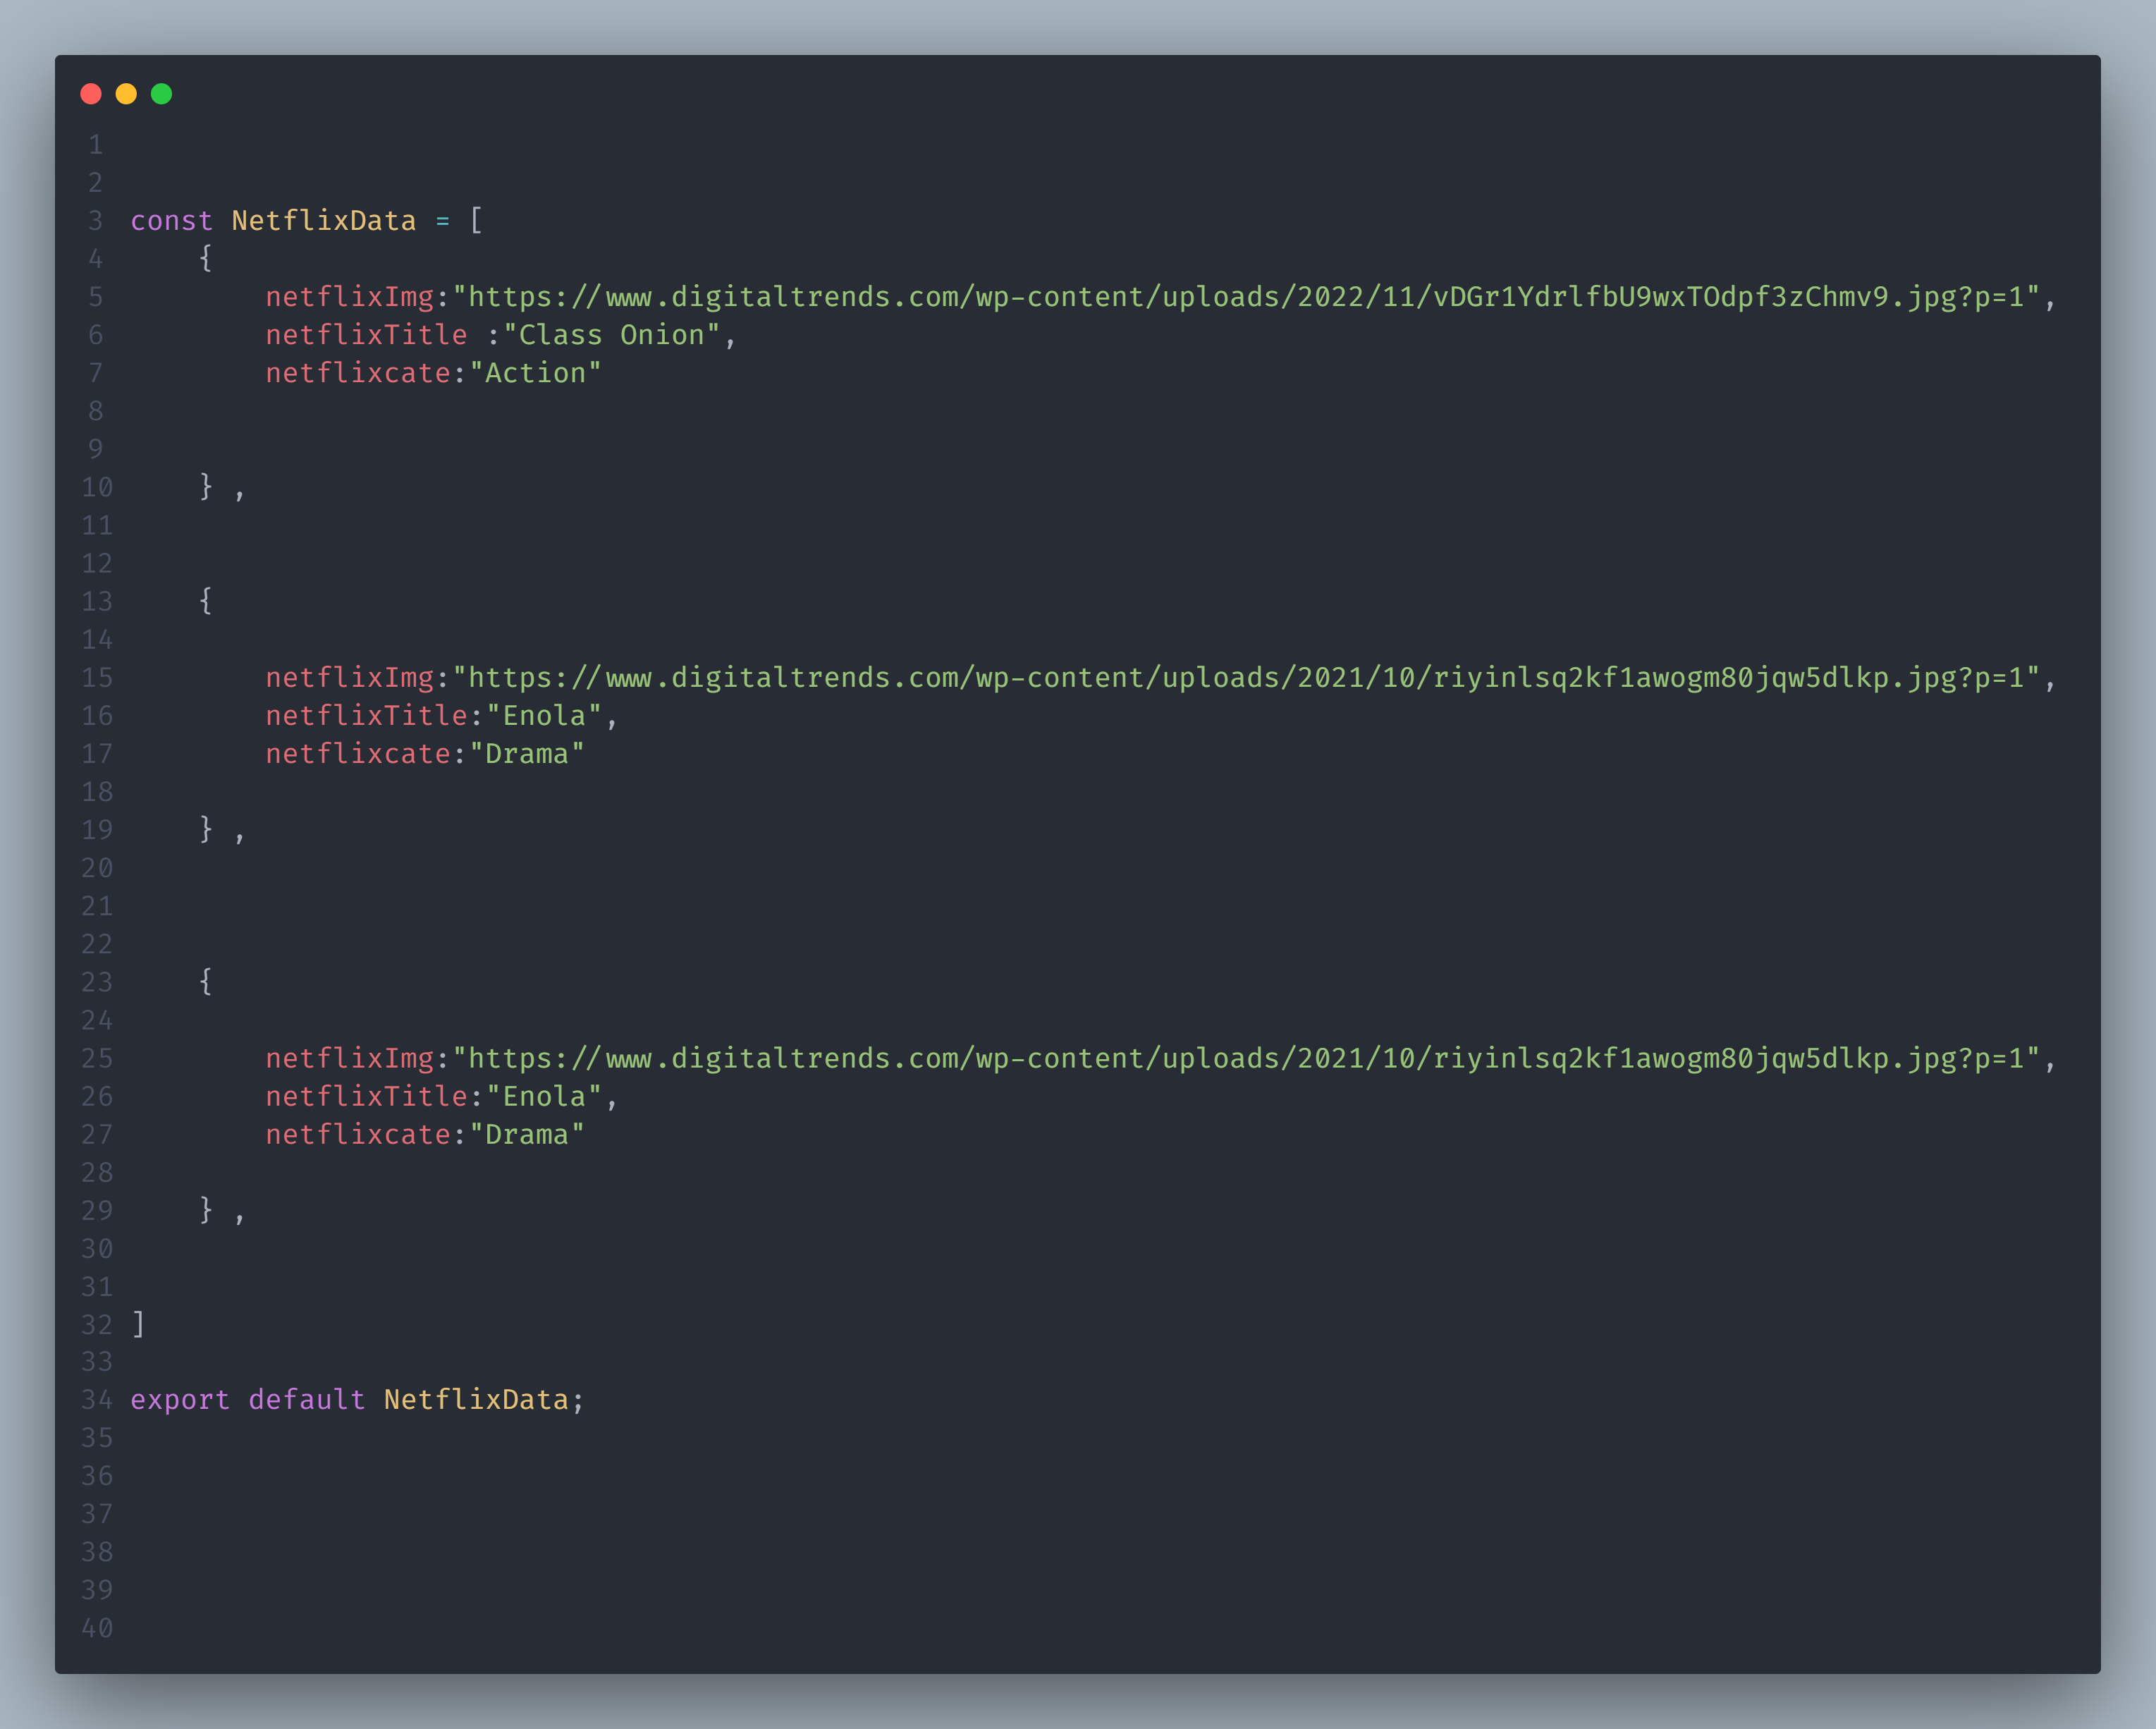 1
2
3 const NetflixData = [
4     {
5         netflixImg:"https://www.digitaltrends.com/wp-content/uploads/2022/11/vDGr1YdrlfbU9wxTOdpf3zChmv9.jpg?p=1",
6         netflixTitle :"Class Onion",
7         netflixcate:"Action"
8
9
10     } ,
11
12
13     {
14
15         netflixImg:"https://www.digitaltrends.com/wp-content/uploads/2021/10/riyinlsq2kf1awogm80jqw5dlkp.jpg?p=1",
16         netflixTitle:"Enola",
17         netflixcate:"Drama"
18
19     } ,
20
21
22
23     {
24
25         netflixImg:"https://www.digitaltrends.com/wp-content/uploads/2021/10/riyinlsq2kf1awogm80jqw5dlkp.jpg?p=1",
26         netflixTitle:"Enola",
27         netflixcate:"Drama"
28
29     } ,
30
31
32 ]
33
34 export default NetflixData;
35
36
37
38
39
40